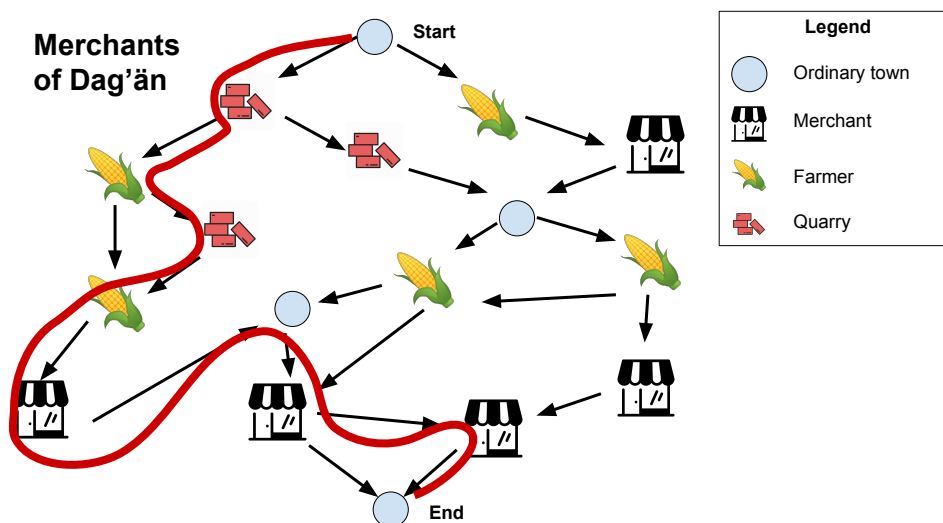 Merchants
of Dag’än
Start
End
Legend
Ordinary town
Merchant
Farmer
Quarry